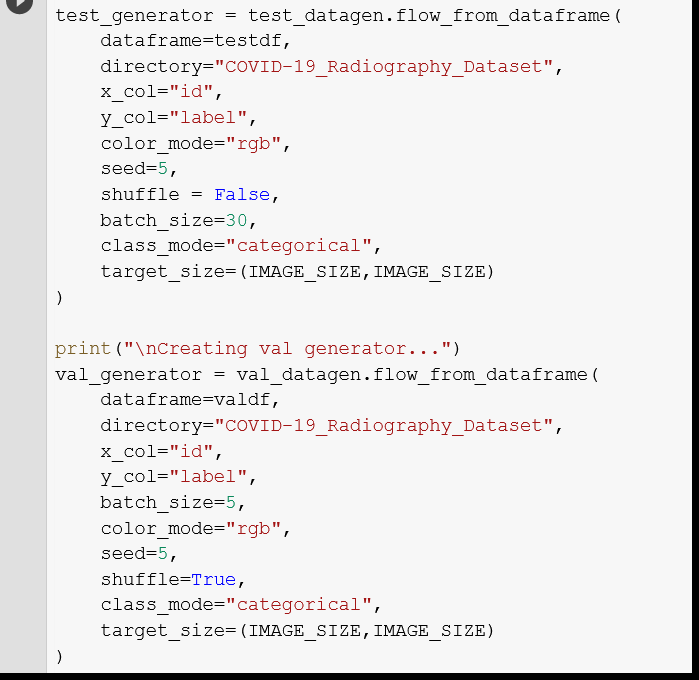 test_generator = test_datagen.flow_from_dataframe(
    dataframe=testdf,
    directory="COVID-19_Radiography_Dataset",
    x_col="id",
    y_col="label",
    color_mode="rgb",
    seed=5,
    shuffle = False,
    batch_size=30,
    class_mode="categorical",
    target_size=(IMAGE_SIZE,IMAGE_SIZE)
)

print("\nCreating val generator...")
val_generator = val_datagen.flow_from_dataframe(
    dataframe=valdf,
    directory="COVID-19_Radiography_Dataset",
    x_col="id",
    y_col="label",
    batch_size=5,
    color_mode="rgb",
    seed=5,
    shuffle=True,
    class_mode="categorical",
    target_size=(IMAGE_SIZE,IMAGE_SIZE)
)